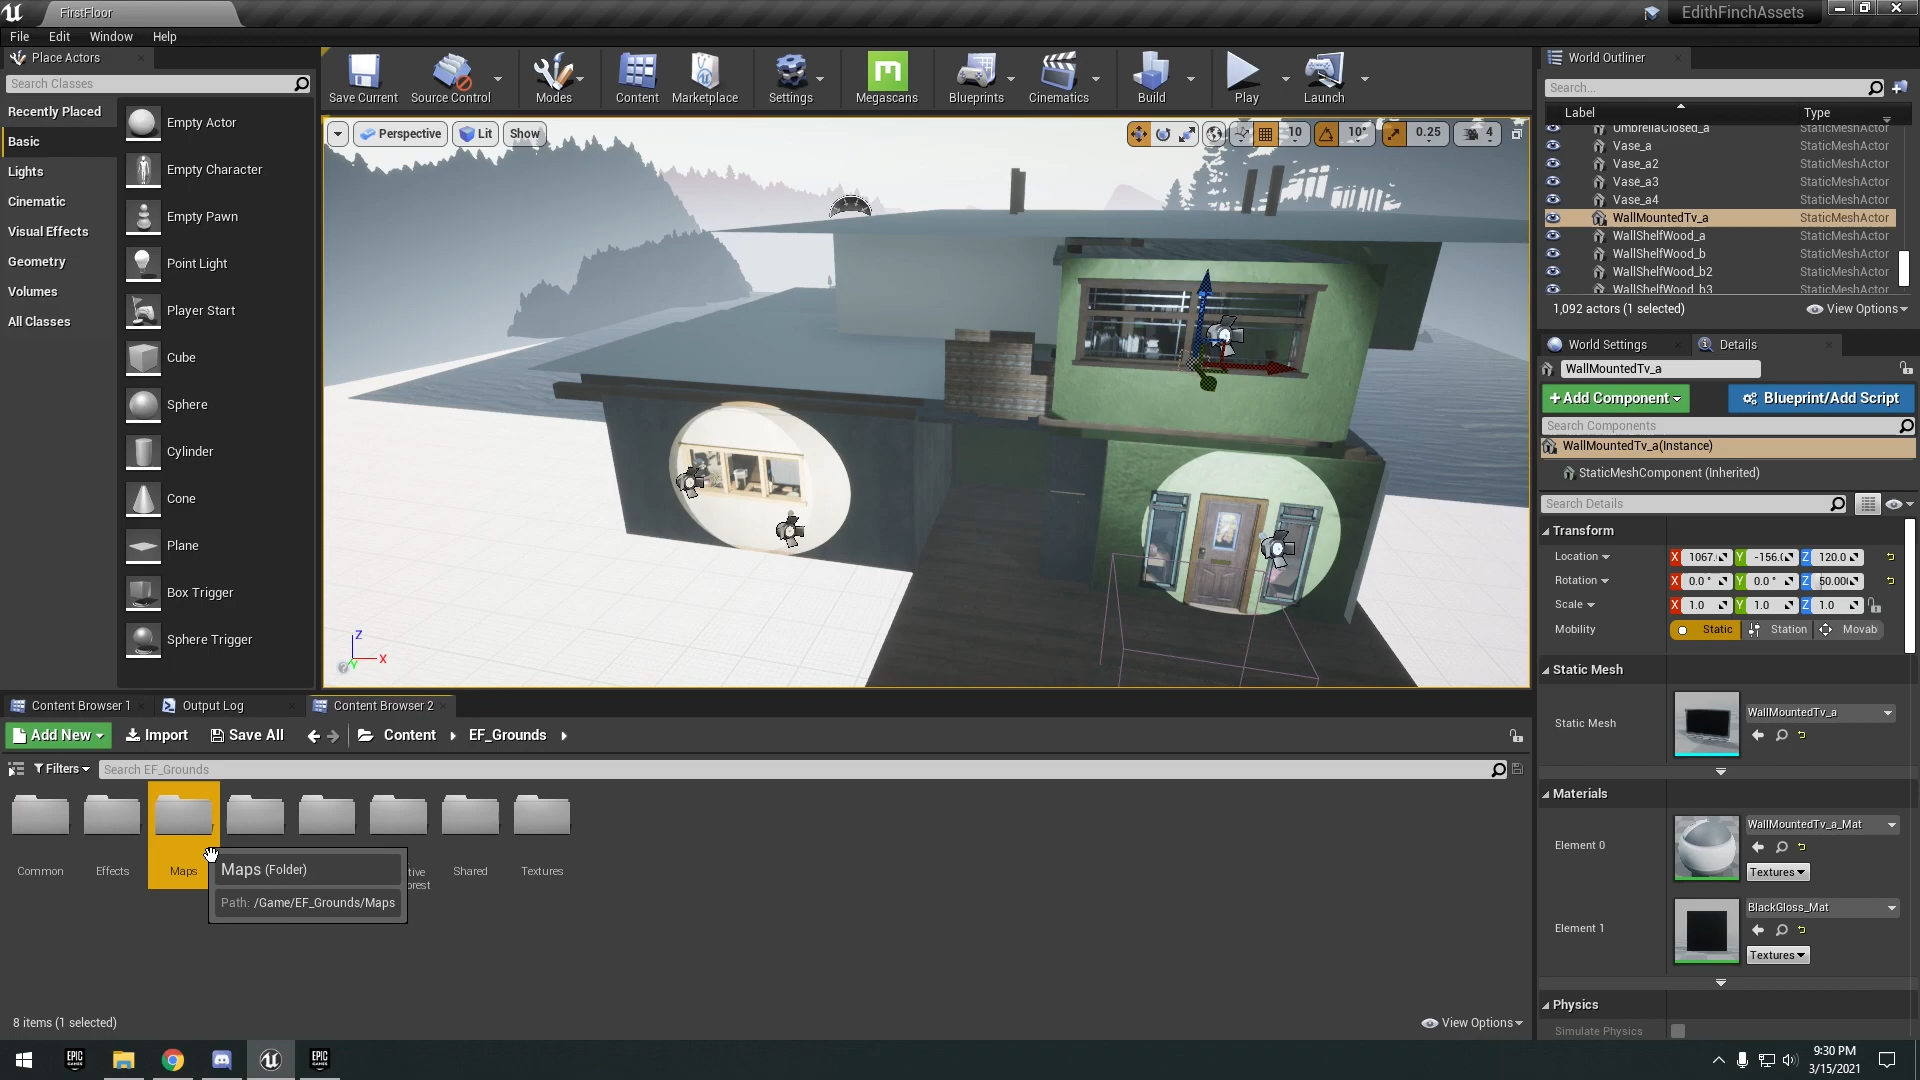 FirstFloor
EdithFinchAssets
File Edit Window Help
Place Actors
Search Classes
Recently Placed
Basic
Lights
Cinematic
Visual Effects
Geometry
Volumes
All Classes
Empty Actor
Empty Character
Empty Pawn
Point Light
Player Start
Cube
Sphere
Cylinder
Cone
Plane
Box Trigger
Sphere Trigger
Save Current Source Control Modes Content Marketplace Settings Megascans Blueprints Cinematics Build Play Launch
Perspective Lit Show 10 10° 0.25 4
Z
X
Y
World Outliner
Search...
Label Type
UmbrellaClosed_a StaticMeshActor
Vase_a StaticMeshActor
Vase_a2 StaticMeshActor
Vase_a3 StaticMeshActor
Vase_a4 StaticMeshActor
WallMountedTv_a StaticMeshActor
WallShelfWood_a StaticMeshActor
WallShelfWood_b StaticMeshActor
WallShelfWood_b2 StaticMeshActor
WallShelfWood_b3 StaticMeshActor
1,092 actors (1 selected) View Options
World Settings Details
WallMountedTv_a
+Add Component Blueprint/Add Script
Search Components
WallMountedTv_a(Instance)
StaticMeshComponent (Inherited)
Search Details
Transform
Location X 1067. Y -156.( Z 120.0
Rotation X 0.0 ° Y 0.0 ° Z 50.00(
Scale X 1.0 Y 1.0 Z 1.0
Mobility Static Station Movab
Static Mesh
Static Mesh WallMountedTv_a
Materials
Element 0 WallMountedTv_a_Mat
Textures
Element 1 BlackGloss_Mat
Textures
Physics
Simulate Physics
Content Browser 1 Output Log Content Browser 2
Add New Import Save All Content EF_Grounds
Filters Search EF_Grounds
Common Effects Maps tive
orest Shared Textures
Maps (Folder)
Path: /Game/EF_Grounds/Maps
8 items (1 selected) View Options
EPIC
GAMES
EPIC
GAMES
9:30 PM
3/15/2021